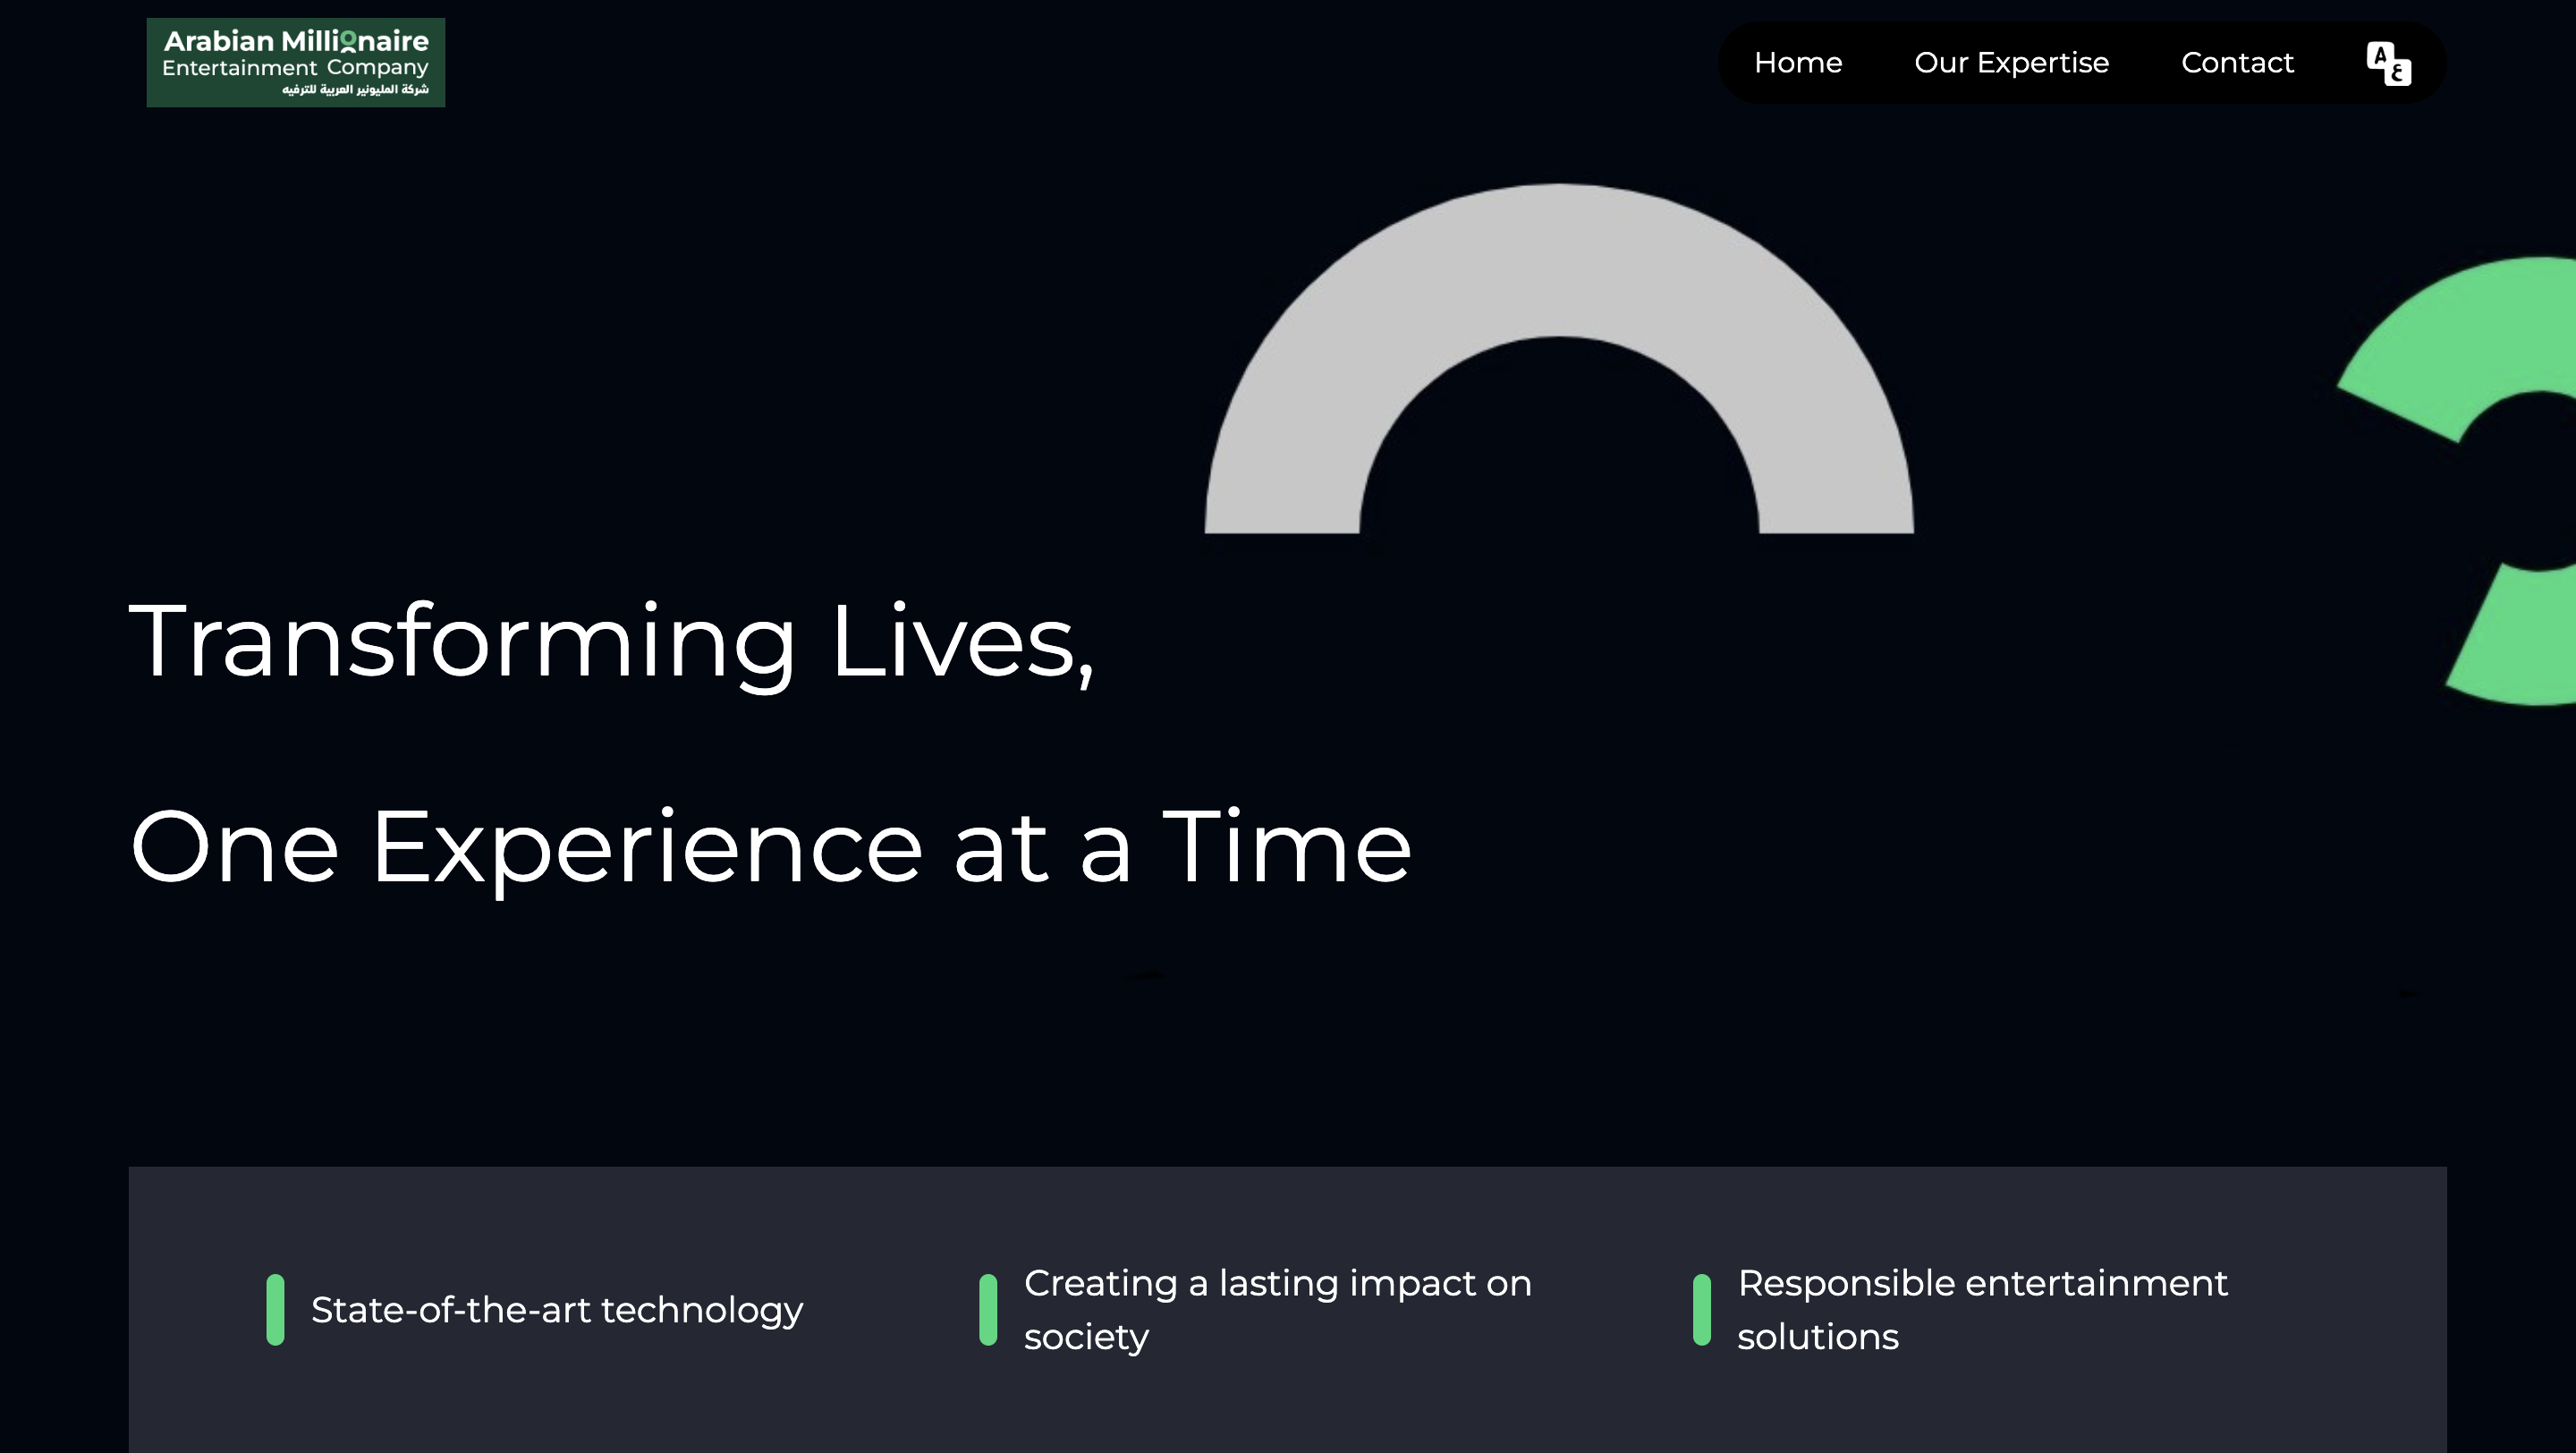 Arabian Millionaire
Entertainment Company
شركة المليونير العربية للترفيه
Home
Our Expertise
Contact
A
ع
Transforming Lives,
One Experience at a Time
State-of-the-art technology
Creating a lasting impact on
society
Responsible entertainment
solutions